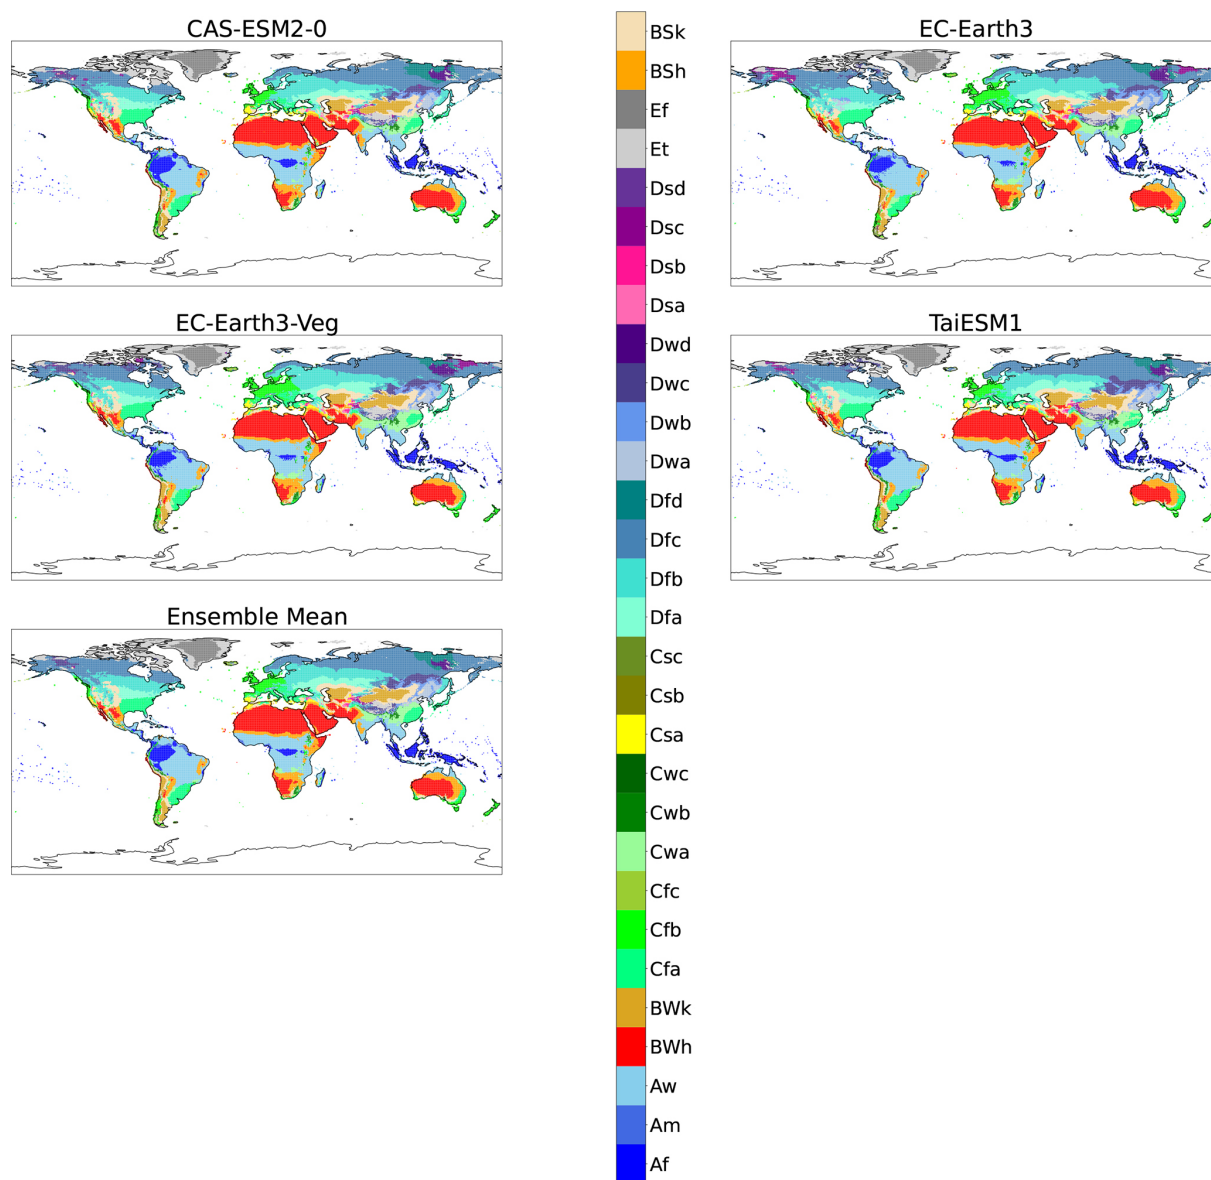 CAS-ESM2-0
EC-Earth3
EC-Earth3-Veg
TaiESM1
Ensemble Mean
BSk
BSh
Ef
Et
Dsd
Dsc
Dsb
Dsa
Dwd
Dwc
Dwb
Dwa
Dfd
Dfc
Dfb
Dfa
Csc
Csb
Csa
Cwc
Cwb
Cwa
Cfc
Cfb
Cfa
BWk
BWh
Aw
Am
Af